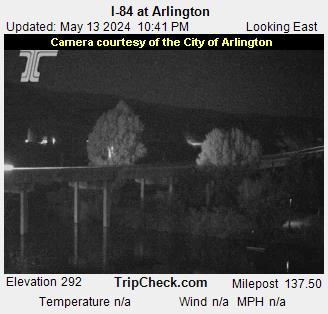 I-84 at Arlington
Updated: May 13 2024 10:41 PM Looking East
Camera courtesy of the City of Arlington
Elevation 292 TripCheck.com Milepost 137.50
Temperature n/a Wind n/a MPH n/a